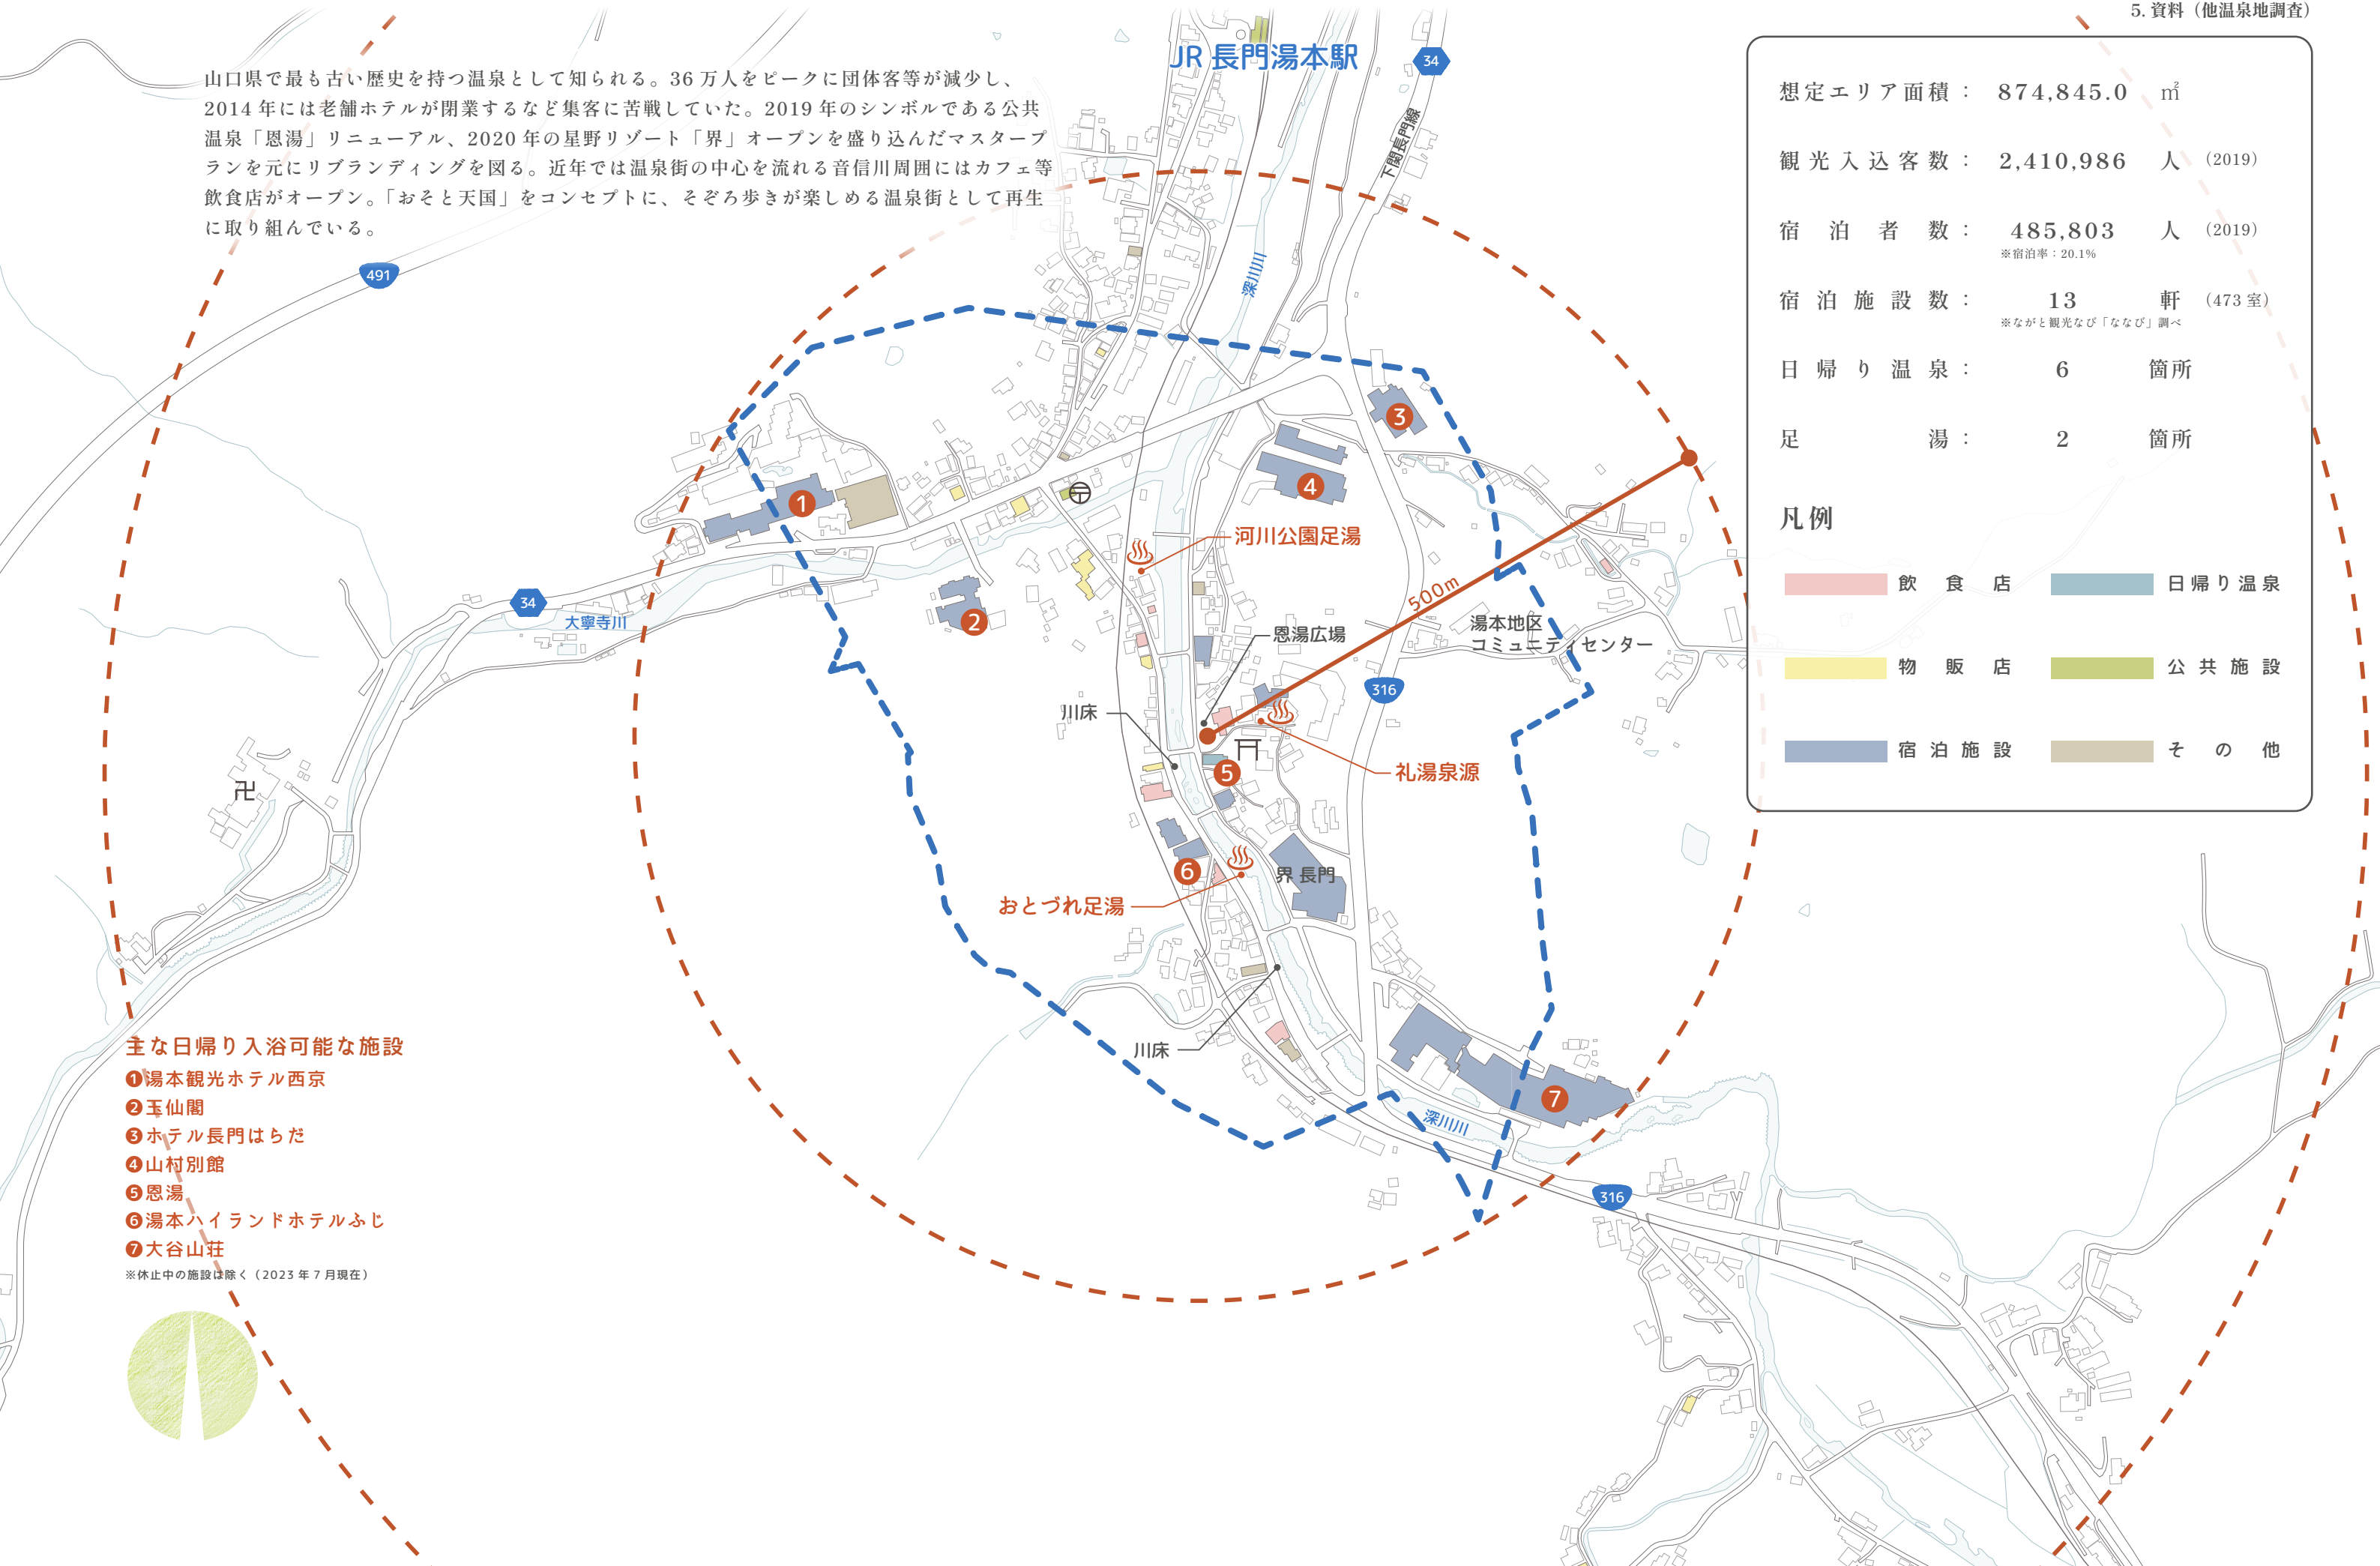 5. 資料（他温泉地調査）
山口県で最も古い歴史を持つ温泉として知られる。36 万人をピークに団体客等が減少し、
2014 年には老舗ホテルが閉業するなど集客に苦戦していた。2019 年のシンボルである公共
温泉「恩湯」リニューアル、2020 年の星野リゾート「界」オープンを盛り込んだマスタープ
ランを元にリブランディングを図る。近年では温泉街の中心を流れる音信川周囲にはカフェ等
飲食店がオープン。「おそと天国」をコンセプトに、そぞろ歩きが楽しめる温泉街として再生
に取り組んでいる。
JR 長門湯本駅
34
下関長門線
491
深川川
想定エリア面積： 874,845.0 ㎡
観光入込客数： 2,410,986 人 （2019）
宿泊者数： 485,803 人 （2019）
※宿泊率：20.1%
宿泊施設数： 13 軒 （473 室）
※ながと観光なび「ななび」調べ
日帰り温泉： 6 箇所
足湯： 2 箇所
凡例
飲食店 日帰り温泉
物販店 公共施設
宿泊施設 その他
3
4
1
河川公園足湯
500m
34
大寧寺川
2
恩湯広場
湯本地区
コミュニティセンター
316
川床
礼湯泉源
5
卍
6
界 長門
おとづれ足湯
川床
7
深川川
316
主な日帰り入浴可能な施設
1湯本観光ホテル西京
2玉仙閣
3ホテル長門はらだ
4山村別館
5恩湯
6湯本ハイランドホテルふじ
7大谷山荘
※休止中の施設は除く（2023 年 7 月現在）